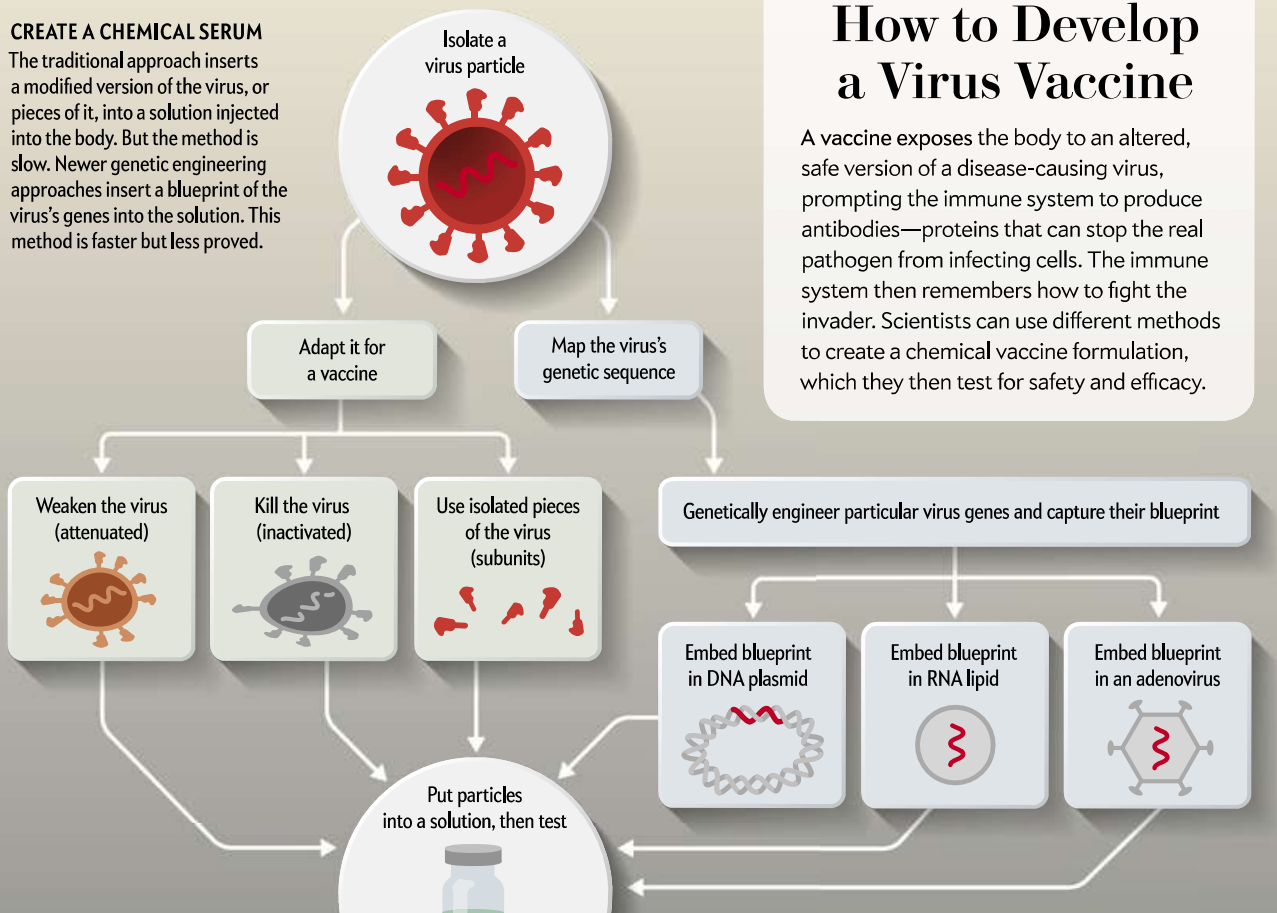 How to Develop
a Virus Vaccine
A vaccine exposes the body to an altered,
safe version of a disease-causing virus,
prompting the immune system to produce
antibodies—proteins that can stop the real
pathogen from infecting cells. The immune
system then remembers how to fight the
invader. Scientists can use different methods
to create a chemical vaccine formulation,
which they then test for safety and efficacy.
CREATE A CHEMICAL SERUM
The traditional approach inserts
a modified version of the virus, or
pieces of it, into a solution injected
into the body. But the method is
slow. Newer genetic engineering
approaches insert a blueprint of the
virus's genes into the solution. This
method is faster but less proved.
Isolate a
virus particle
Adapt it for
a vaccine
Map the virus's
genetic sequence
Weaken the virus
(attenuated)
Kill the virus
(inactivated)
Use isolated pieces
of the virus
(subunits)
Genetically engineer particular virus genes and capture their blueprint
Embed blueprint
in DNA plasmid
Embed blueprint
in RNA lipid
Embed blueprint
in an adenovirus
Put particles
into a solution, then test